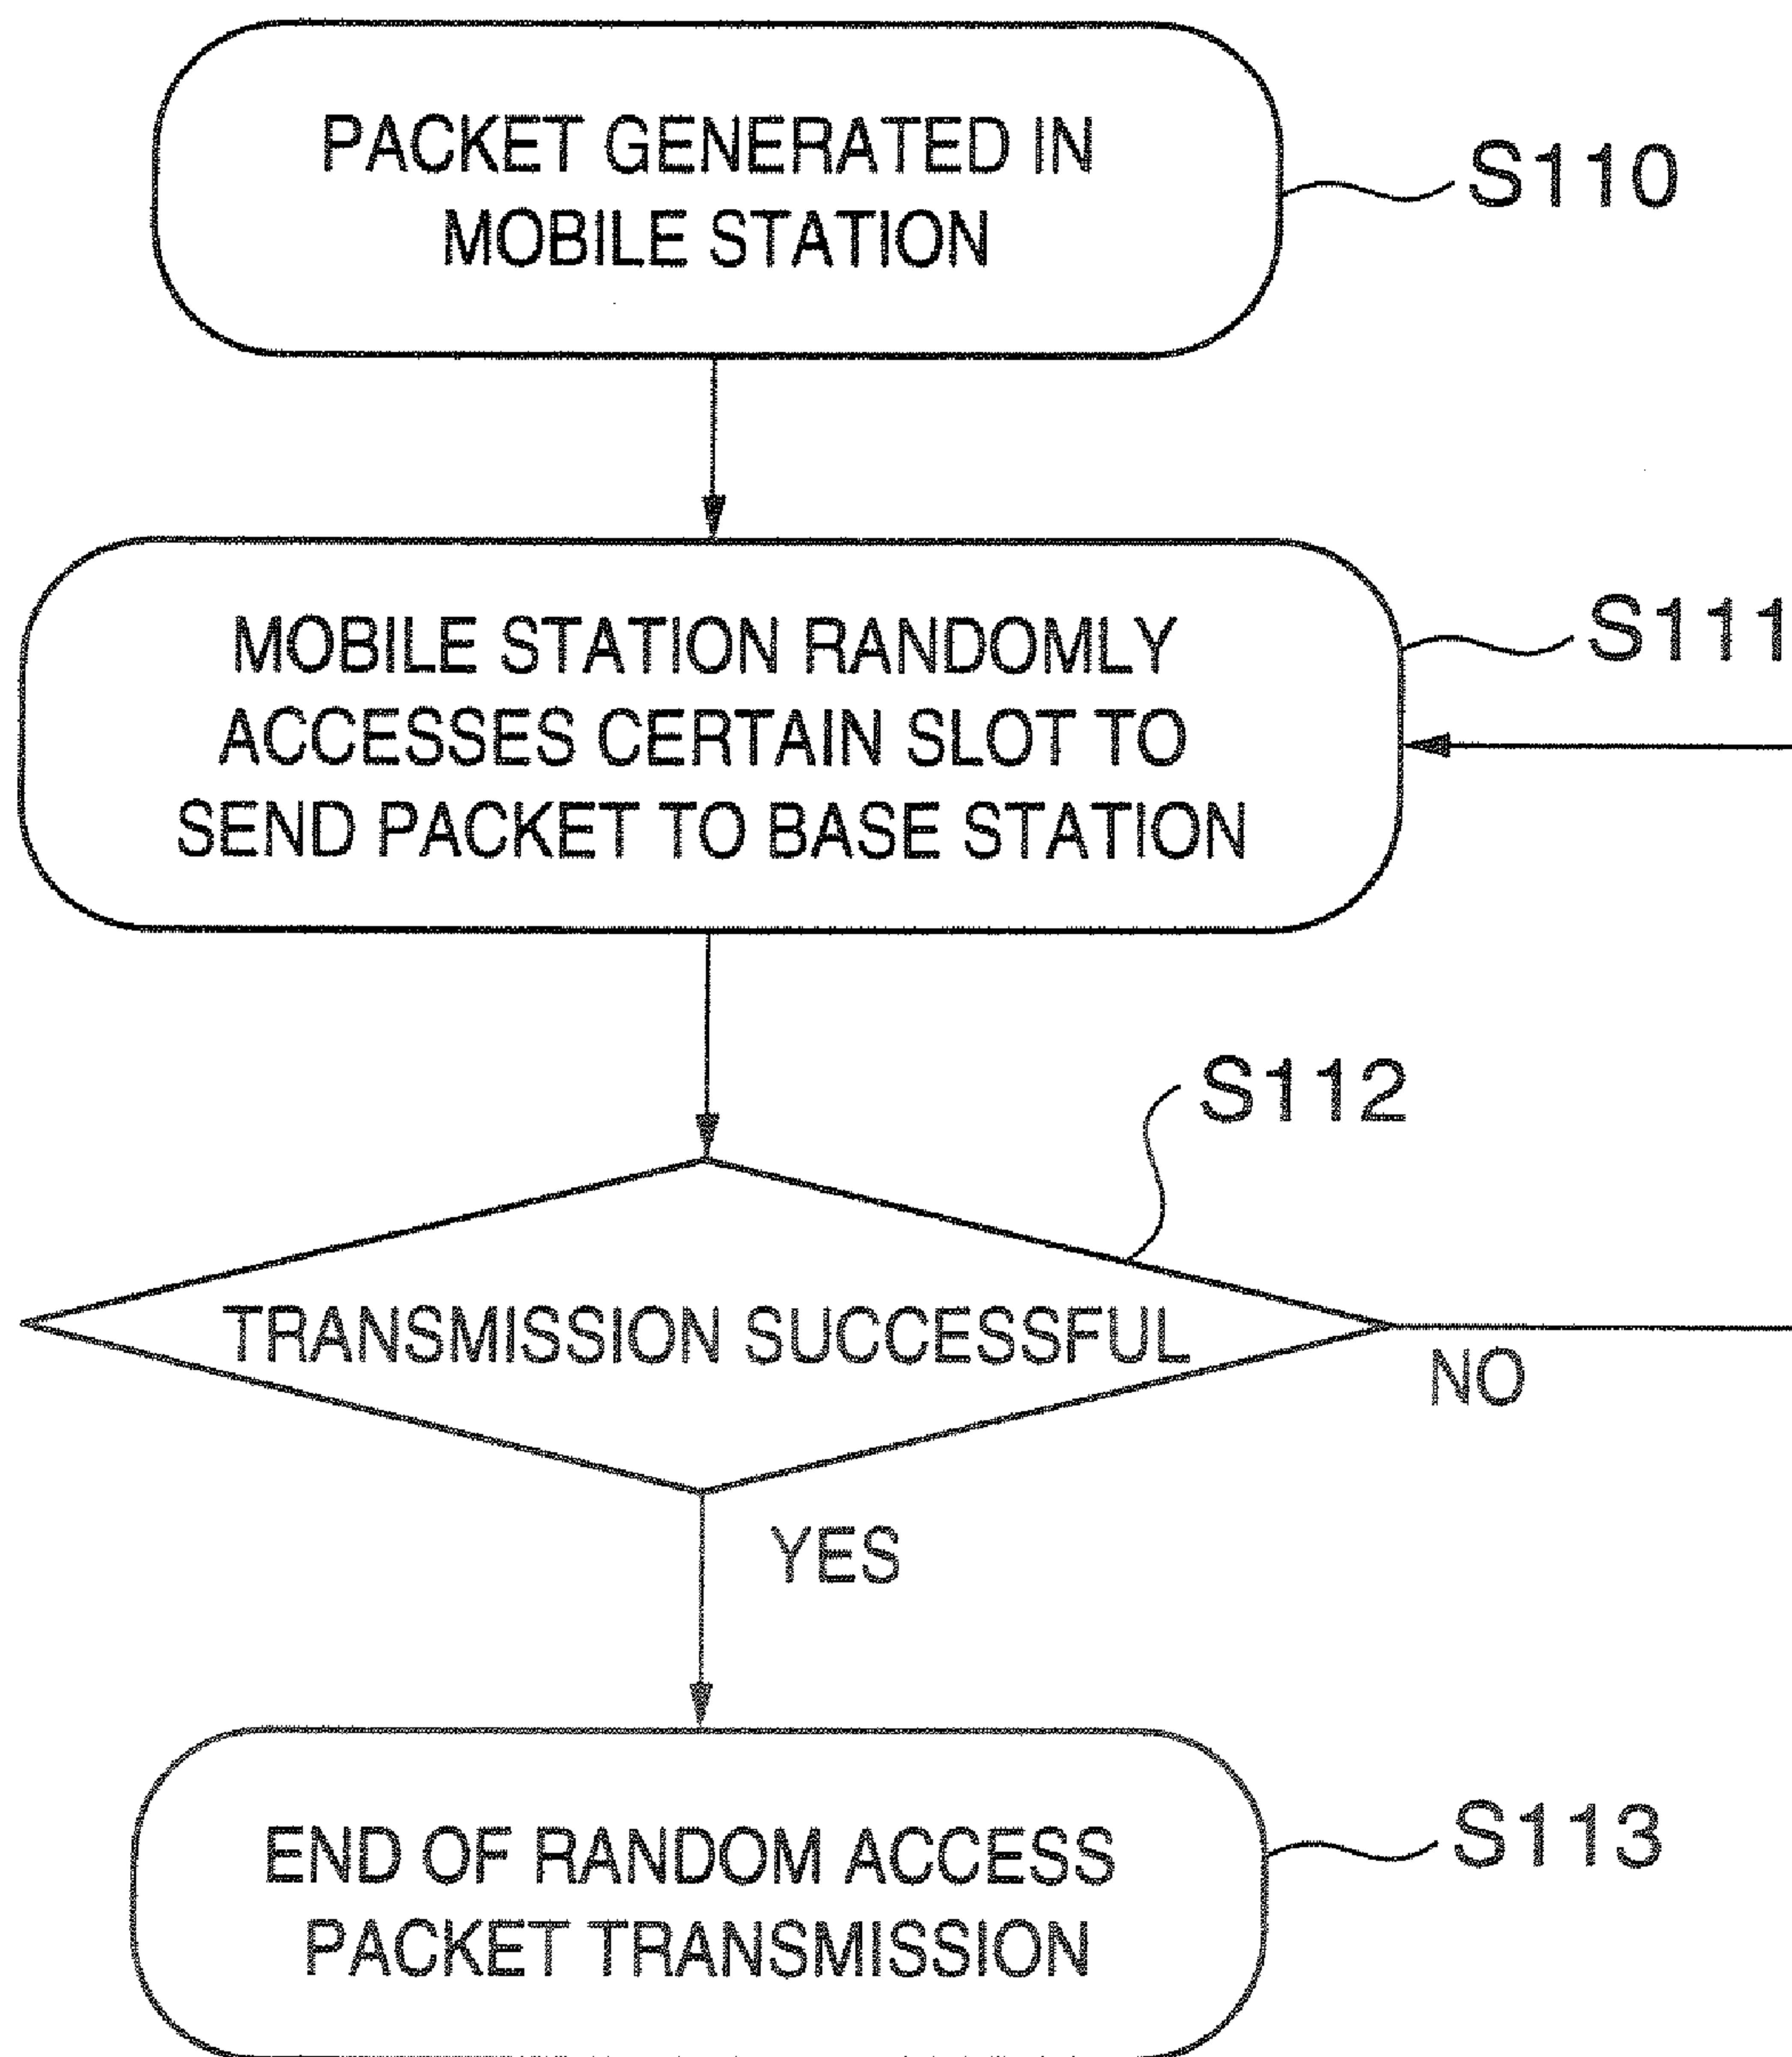 PACKET GENERATED IN
MOBILE STATION
S110
MOBILE STATION RANDOMLY
ACCESSES CERTAIN SLOT TO
SEND PACKET TO BASE STATION
S111
S112
TRANSMISSION SUCCESSFUL
NO
YES
END OF RANDOM ACCESS
PACKET TRANSMISSION
S113